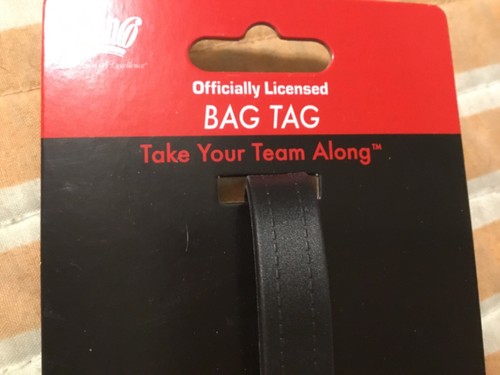 Officially Licensed
BAG TAG
Take Your Team Along™